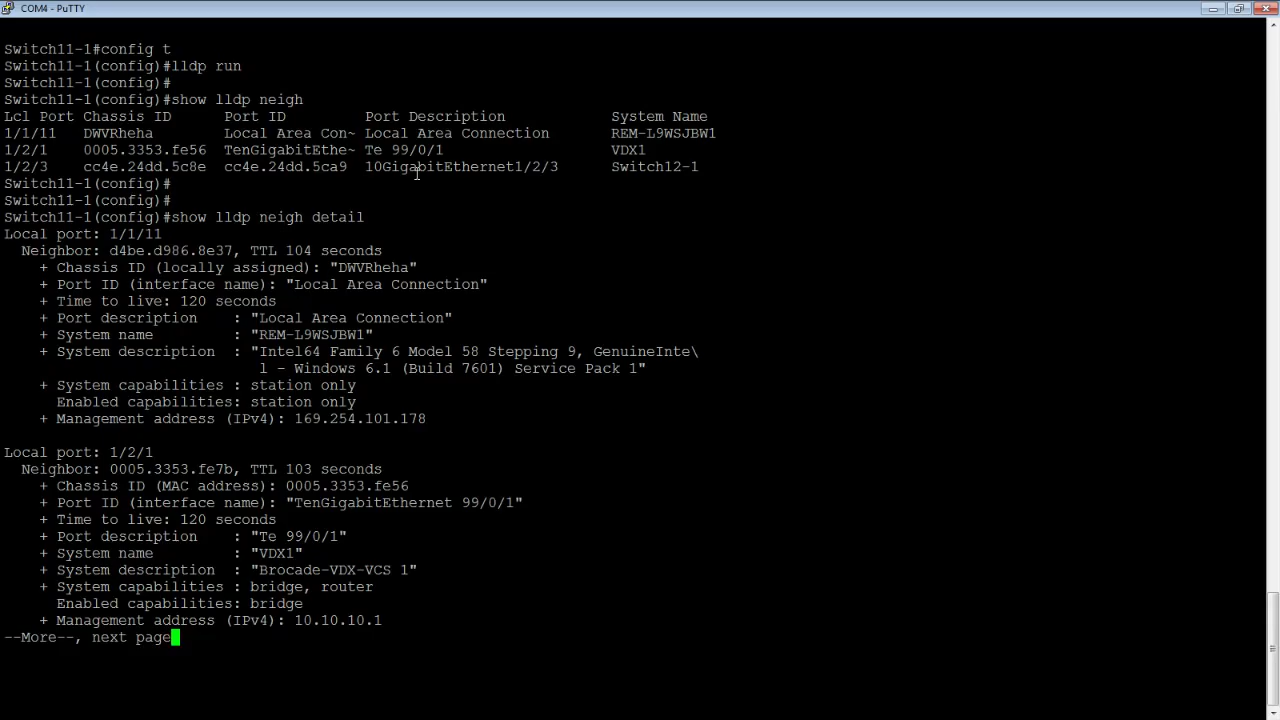 COM4 - PuTTY
Switch11-1#config t
Switch11-1(config)#lldp run
Switch11-1(config)#
Switch11-1(config)#show lldp neigh
Lcl Port Chassis ID      Port ID         Port Description            System Name
1/1/11   DWVRheha        Local Area Con~ Local Area Connection       REM-L9WSJBW1
1/2/1    0005.3353.fe56  TenGigabitEthe~ Te 99/0/1                   VDX1
1/2/3    cc4e.24dd.5c8e  cc4e.24dd.5ca9  10GigabitEthernet1/2/3      Switch12-1
Switch11-1(config)#
Switch11-1(config)#
Switch11-1(config)#show lldp neigh detail
Local port: 1/1/11
  Neighbor: d4be.d986.8e37, TTL 104 seconds
    + Chassis ID (locally assigned): "DWVRheha"
    + Port ID (interface name): "Local Area Connection"
    + Time to live: 120 seconds
    + Port description    : "Local Area Connection"
    + System name         : "REM-L9WSJBW1"
    + System description  : "Intel64 Family 6 Model 58 Stepping 9, GenuineInte\
                             l - Windows 6.1 (Build 7601) Service Pack 1"
    + System capabilities : station only
      Enabled capabilities: station only
    + Management address (IPv4): 169.254.101.178
Local port: 1/2/1
  Neighbor: 0005.3353.fe7b, TTL 103 seconds
    + Chassis ID (MAC address): 0005.3353.fe56
    + Port ID (interface name): "TenGigabitEthernet 99/0/1"
    + Time to live: 120 seconds
    + Port description    : "Te 99/0/1"
    + System name         : "VDX1"
    + System description  : "Brocade-VDX-VCS 1"
    + System capabilities : bridge, router
      Enabled capabilities: bridge
    + Management address (IPv4): 10.10.10.1
--More--, next page